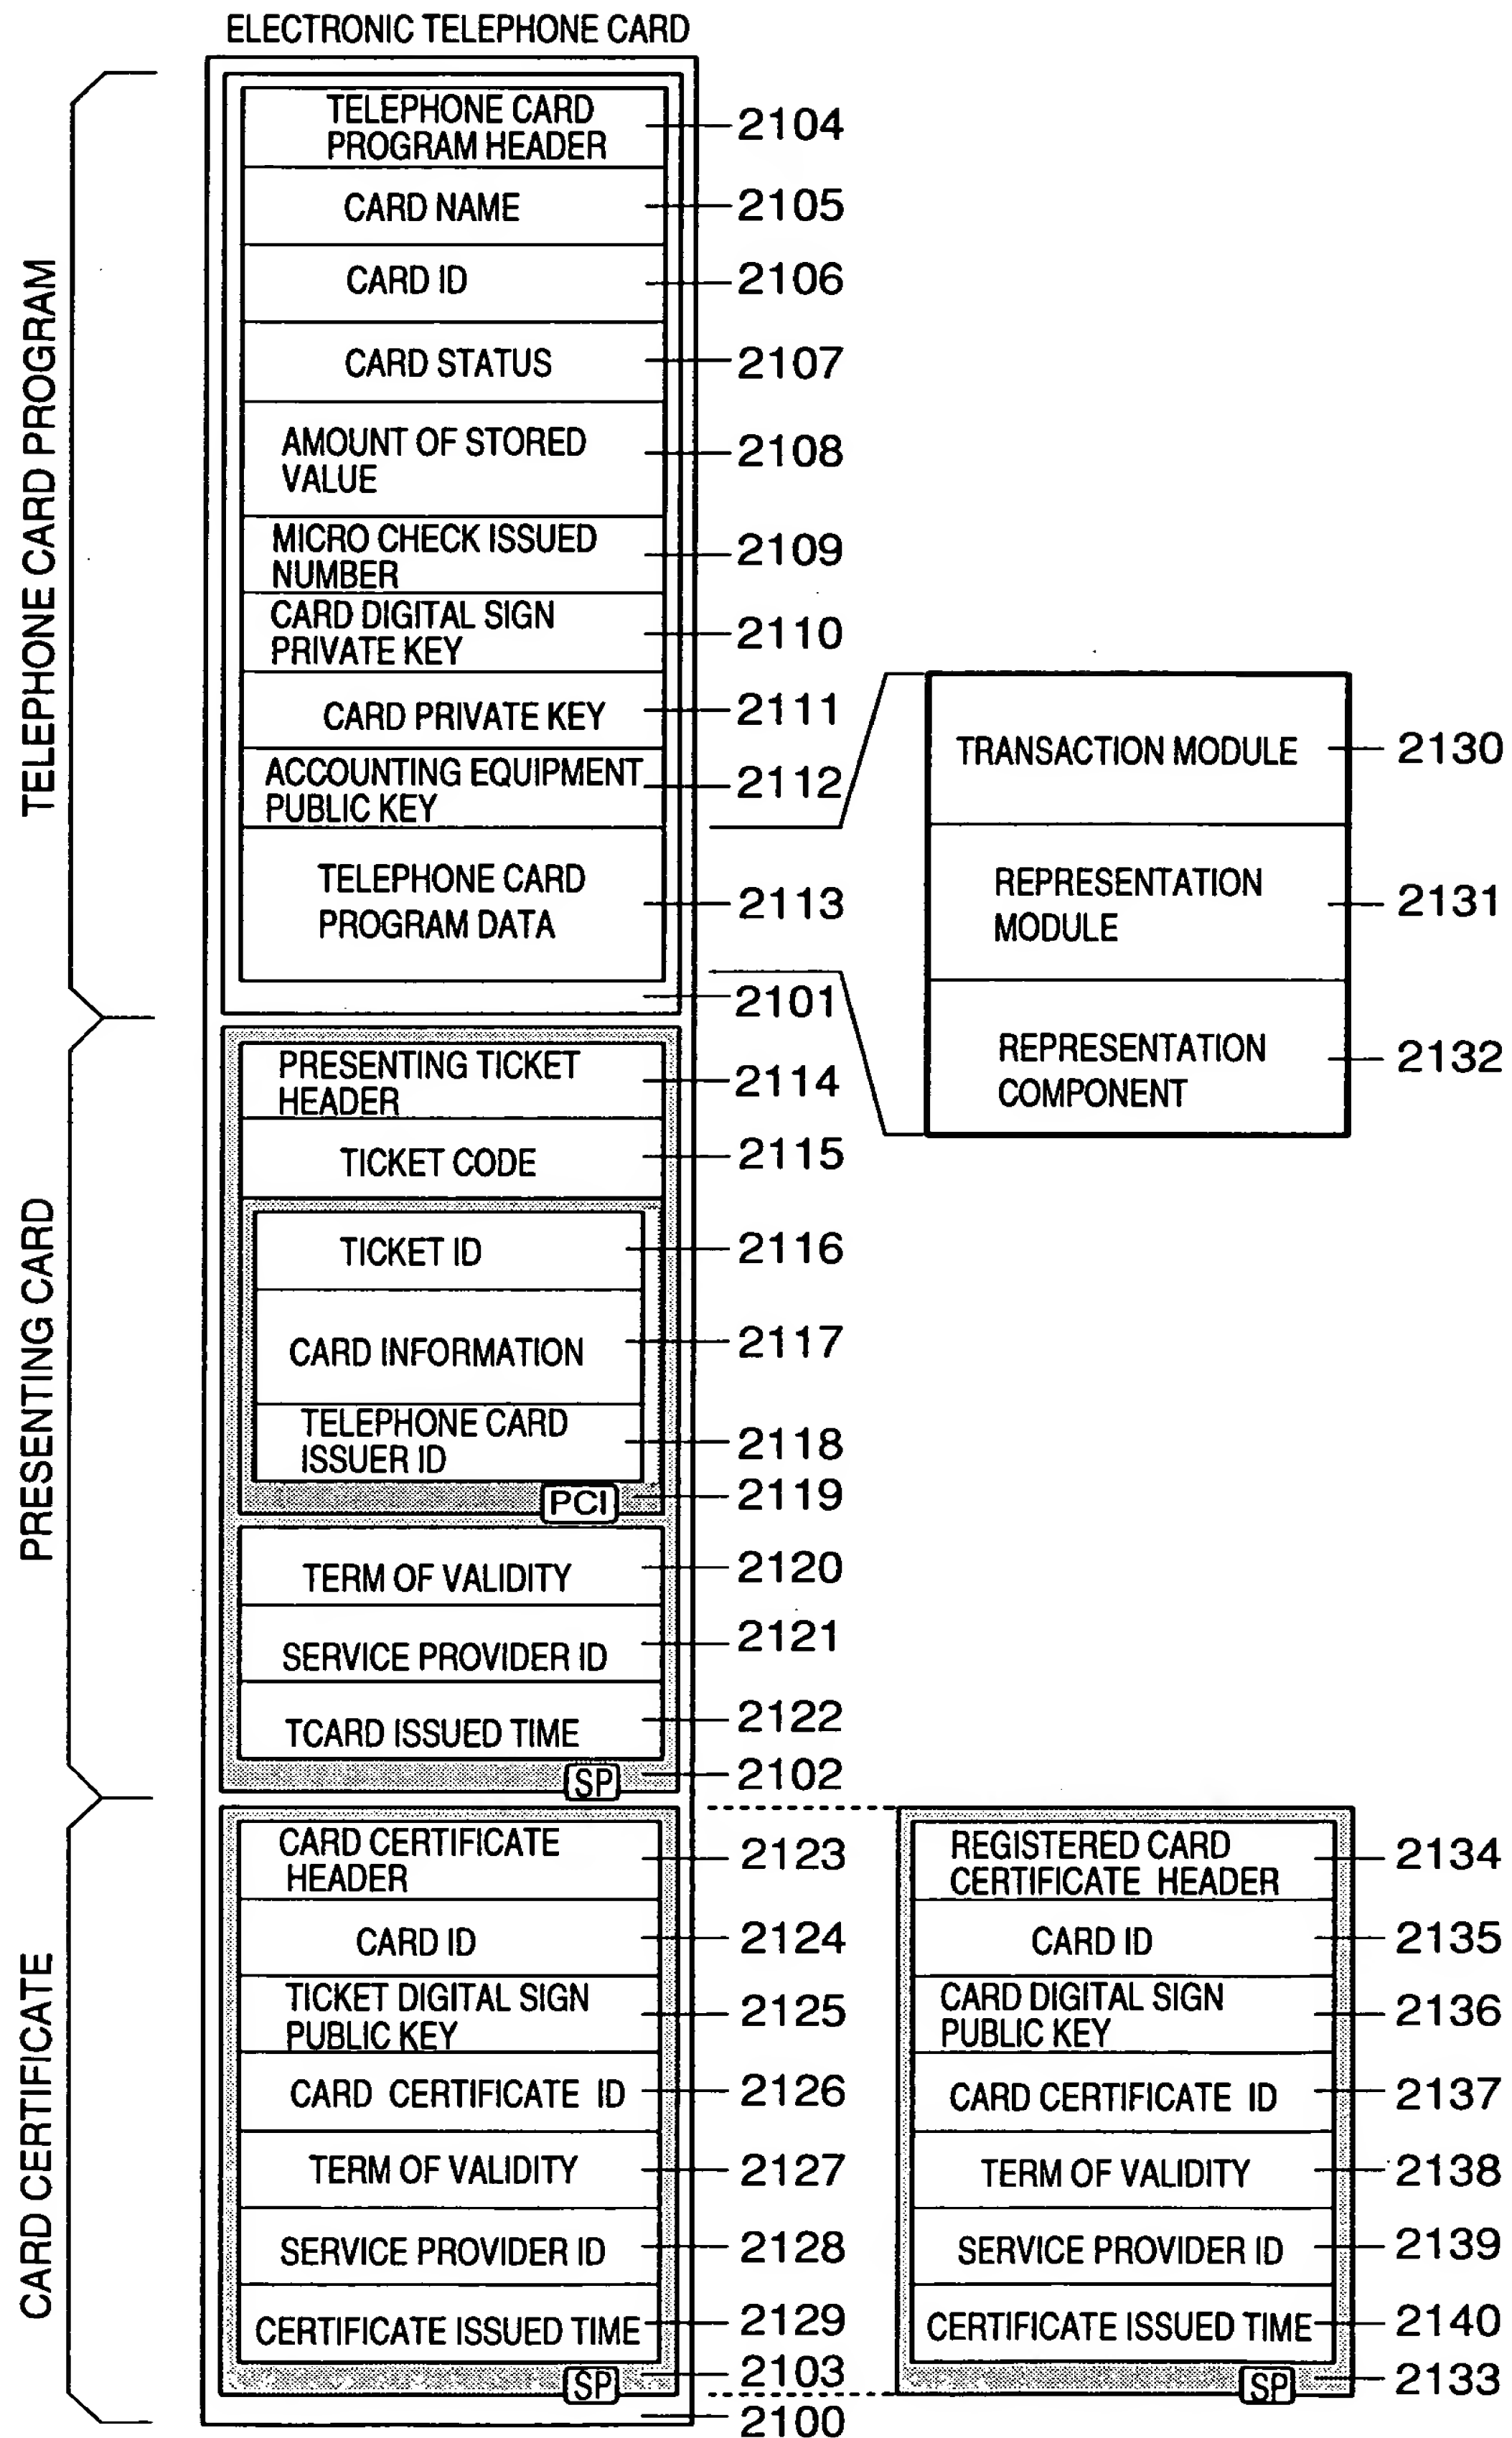 ELECTRONIC TELEPHONE CARD
TELEPHONE CARD PROGRAM
TELEPHONE CARD
PROGRAM HEADER
2104
CARD NAME
2105
CARD ID
2106
CARD STATUS
2107
AMOUNT OF STORED
VALUE
2108
MICRO CHECK ISSUED
NUMBER
2109
CARD DIGITAL SIGN
PRIVATE KEY
2110
CARD PRIVATE KEY
2111
ACCOUNTING EQUIPMENT
PUBLIC KEY
2112
TELEPHONE CARD
PROGRAM DATA
2113
2101
TRANSACTION MODULE
2130
REPRESENTATION
MODULE
2131
REPRESENTATION
COMPONENT
2132
PRESENTING CARD
PRESENTING TICKET
HEADER
2114
TICKET CODE
2115
TICKET ID
2116
CARD INFORMATION
2117
TELEPHONE CARD
ISSUER ID
2118
PCI
2119
TERM OF VALIDITY
2120
SERVICE PROVIDER ID
2121
TCARD ISSUED TIME
2122
SP
2102
CARD CERTIFICATE
CARD CERTIFICATE
HEADER
2123
CARD ID
2124
TICKET DIGITAL SIGN
PUBLIC KEY
2125
CARD CERTIFICATE ID
2126
TERM OF VALIDITY
2127
SERVICE PROVIDER ID
2128
CERTIFICATE ISSUED TIME
2129
SP
2103
2100
REGISTERED CARD
CERTIFICATE HEADER
2134
CARD ID
2135
CARD DIGITAL SIGN
PUBLIC KEY
2136
CARD CERTIFICATE ID
2137
TERM OF VALIDITY
2138
SERVICE PROVIDER ID
2139
CERTIFICATE ISSUED TIME
2140
SP
2133